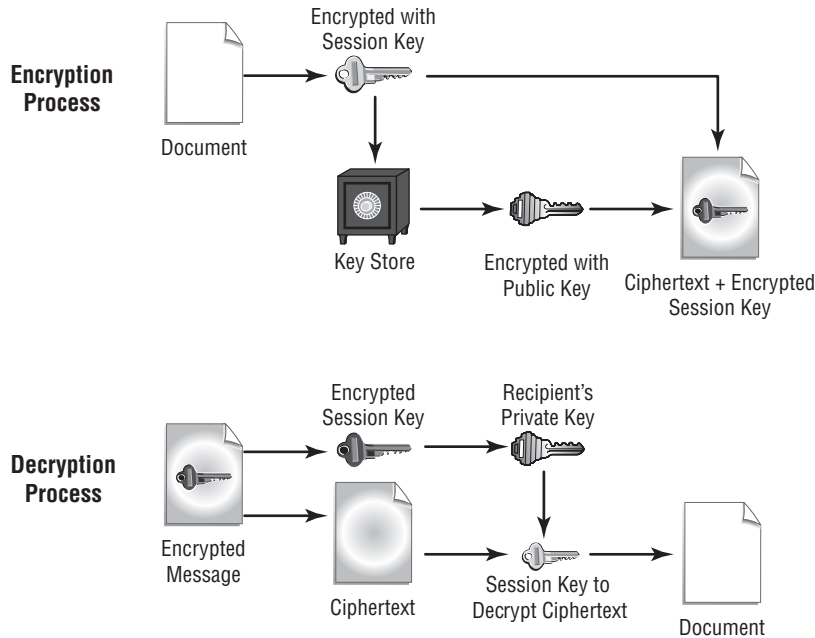 Encrypted with
Session Key
Encryption
Process
Document
Key Store
Encrypted with
Public Key
Ciphertext + Encrypted
Session Key
Encrypted
Session Key
Recipient's
Private Key
Decryption
Process
Encrypted
Message
Ciphertext
Session Key to
Decrypt Ciphertext
Document